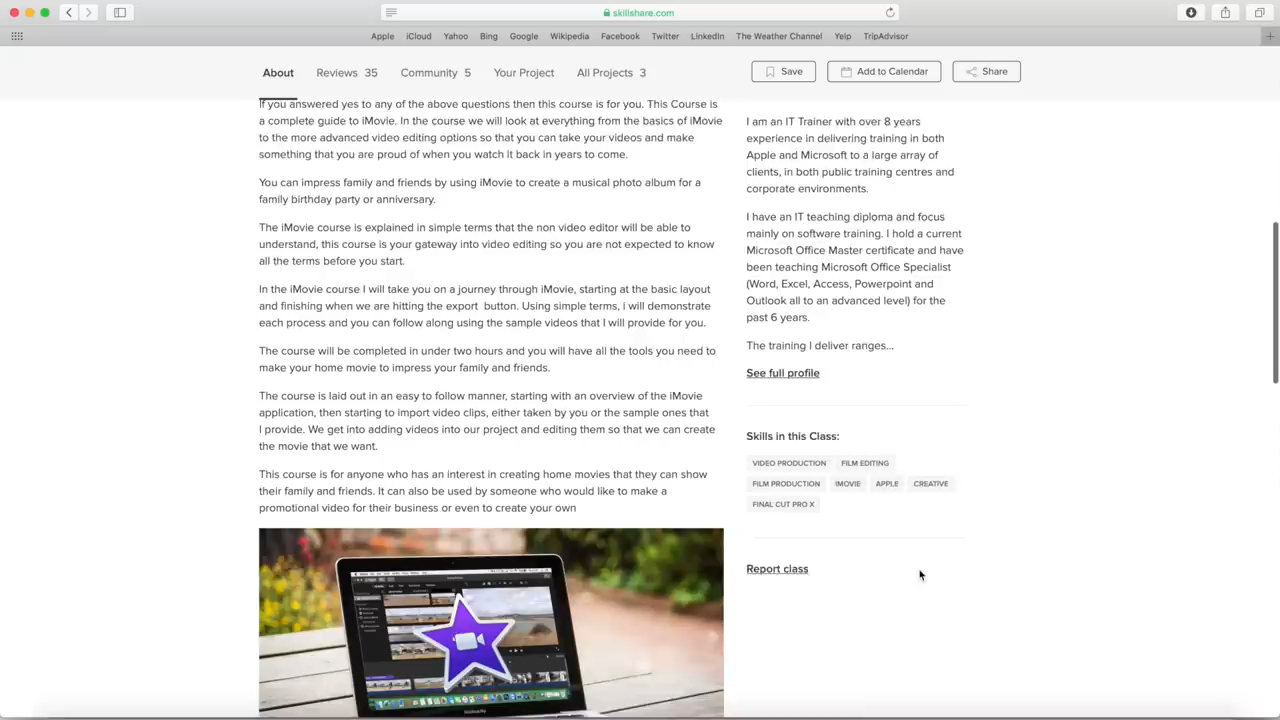 skillshare.com
Apple iCloud Yahoo Bing Google Wikipedia Facebook Twitter LinkedIn The Weather Channel Yelp TripAdvisor
About Reviews 35 Community 5 Your Project All Projects 3 Save Add to Calendar Share
If you answered yes to any of the above questions then this course is for you. This Course is
a complete guide to iMovie. In the course we will look at everything from the basics of iMovie
to the more advanced video editing options so that you can take your videos and make
something that you are proud of when you watch it back in years to come.
You can impress family and friends by using iMovie to create a musical photo album for a
family birthday party or anniversary.
The iMovie course is explained in simple terms that the non video editor will be able to
understand, this course is your gateway into video editing so you are not expected to know
all the terms before you start.
In the iMovie course I will take you on a journey through iMovie, starting at the basic layout
and finishing when we are hitting the export button. Using simple terms, i will demonstrate
each process and you can follow along using the sample videos that I will provide for you.
The course will be completed in under two hours and you will have all the tools you need to
make your home movie to impress your family and friends.
The course is laid out in an easy to follow manner, starting with an overview of the iMovie
application, then starting to import video clips, either taken by you or the sample ones that
I provide. We get into adding videos into our project and editing them so that we can create
the movie that we want.
This course is for anyone who has an interest in creating home movies that they can show
their family and friends. It can also be used by someone who would like to make a
promotional video for their business or even to create your own
I am an IT Trainer with over 8 years
experience in delivering training in both
Apple and Microsoft to a large array of
clients, in both public training centres and
corporate environments.
I have an IT teaching diploma and focus
mainly on software training. I hold a current
Microsoft Office Master certificate and have
been teaching Microsoft Office Specialist
(Word, Excel, Access, Powerpoint and
Outlook all to an advanced level) for the
past 6 years.
The training I deliver ranges...
See full profile
Skills in this Class:
VIDEO PRODUCTION FILM EDITING
FILM PRODUCTION IMOVIE APPLE CREATIVE
FINAL CUT PRO X
Report class